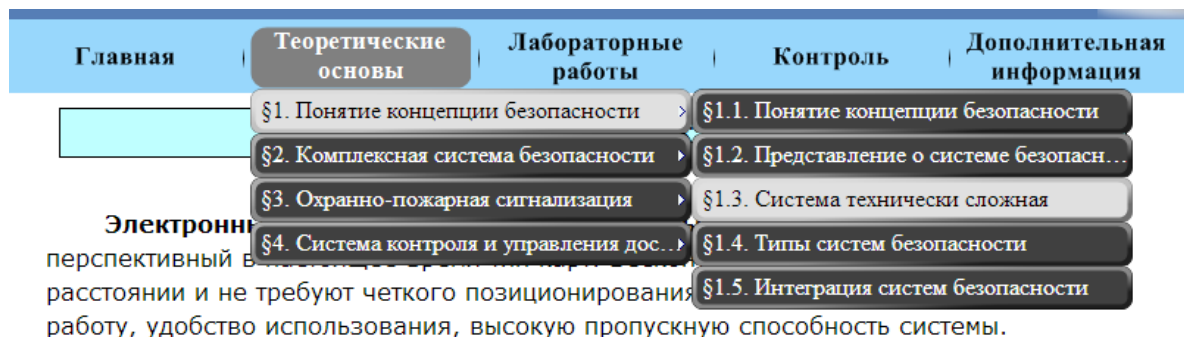 Главная
Теоретические
основы
Лабораторные
работы
Контроль
Дополнительная
информация
§1. Понятие концепции безопасности
§2. Комплексная система безопасности
§3. Охранно-пожарная сигнализация
§4. Система контроля и управления дос...
§1.1. Понятие концепции безопасности
§1.2. Представление о системе безопасн...
§1.3. Система технически сложная
§1.4. Типы систем безопасности
§1.5. Интеграция систем безопасности
перспективный в
расстоянии и не требуют четкого позиционирования
работу, удобство использования, высокую пропускную способность системы.